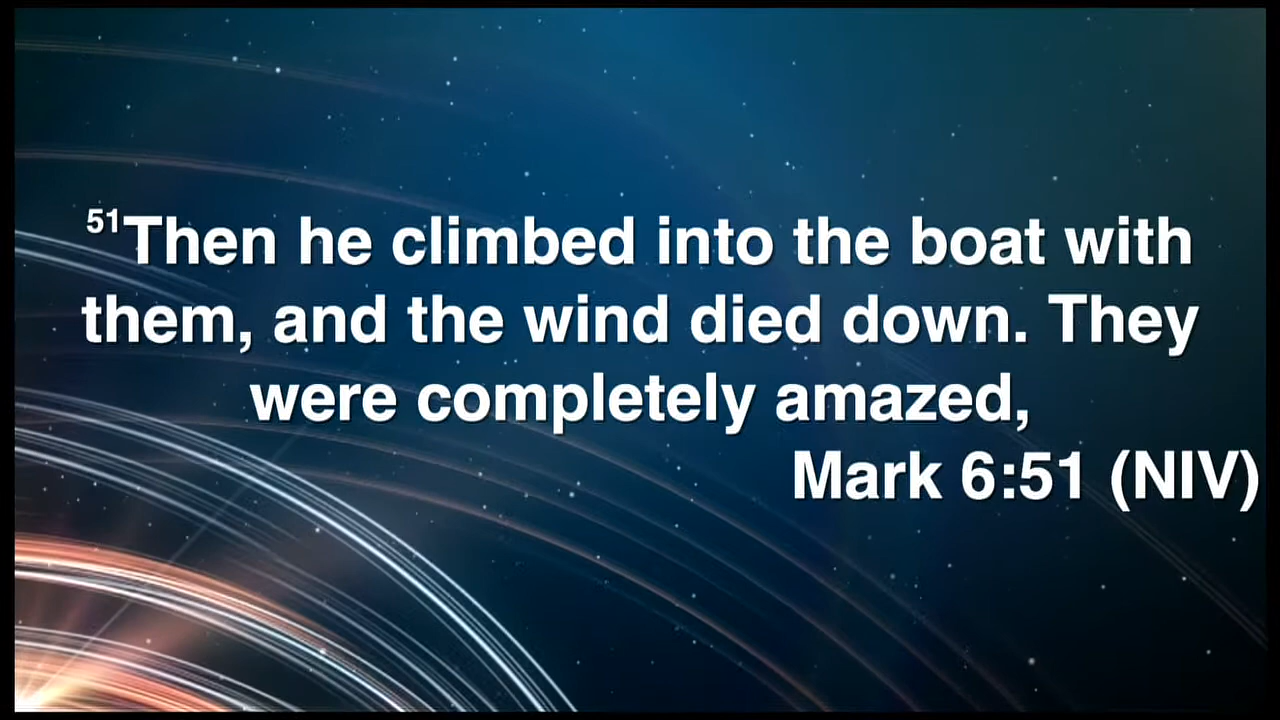 51Then he climbed into the boat with
them, and the wind died down. They
were completely amazed,
Mark 6:51 (NIV)